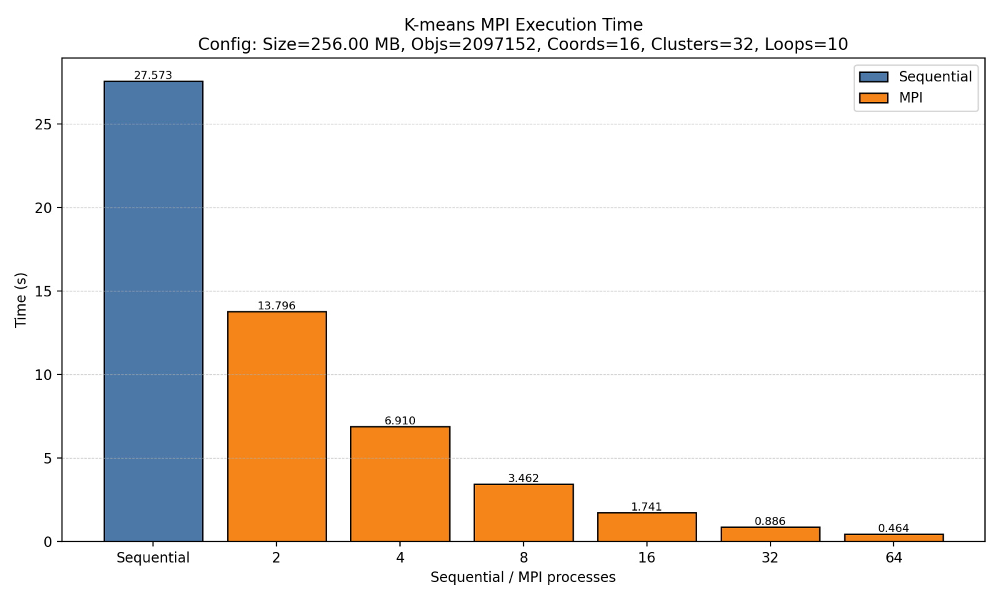 K-means MPI Execution Time
Config: Size=256.00 MB, Objs=2097152, Coords=16, Clusters=32, Loops=10
Sequential
MPI
27.573
13.796
6.910
3.462
1.741
0.886
0.464
25
20
15
10
5
0
Time (s)
Sequential 2 4 8 16 32 64
Sequential / MPI processes